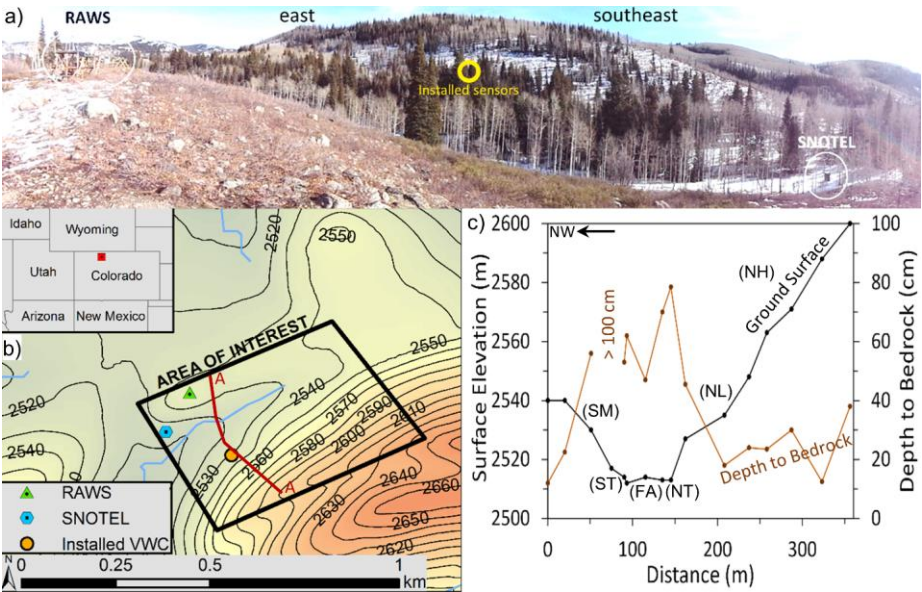 a)
RAWS
east
southeast
Installed sensors
SNOTEL
Idaho
Wyoming
Utah
Colorado
Arizona
New Mexico
b)
AREA OF INTEREST
A
A
2520
2550
2550
2520
2540
2540
2530
2560
2570
2580
2590
2600
2610
2630
2640
2650
2660
RAWS
SNOTEL
Installed VWC
N
0 0.25 0.5 1
km
c)
2600
2580
2560
2540
2520
2500
Surface Elevation (m)
NW
> 100 cm
(SM)
(ST)
(FA)
(NT)
(NL)
(NH)
Ground Surface
Depth to Bedrock
100
80
60
40
20
0
Depth to Bedrock (cm)
0 100 200 300
Distance (m)